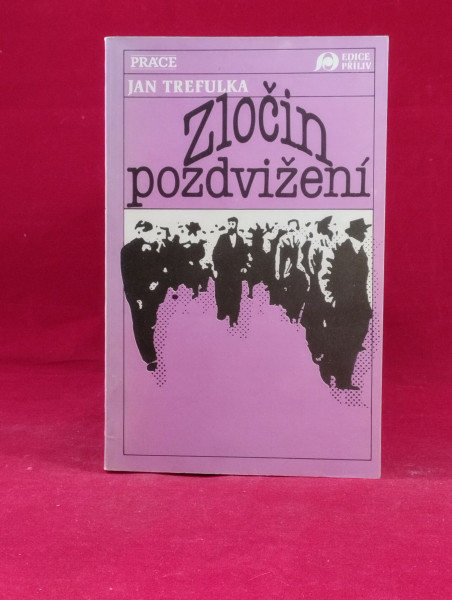 PRÁCE
EDICE
PŘÍLIV
JAN TREFULKA
Zločin
pozdvižení